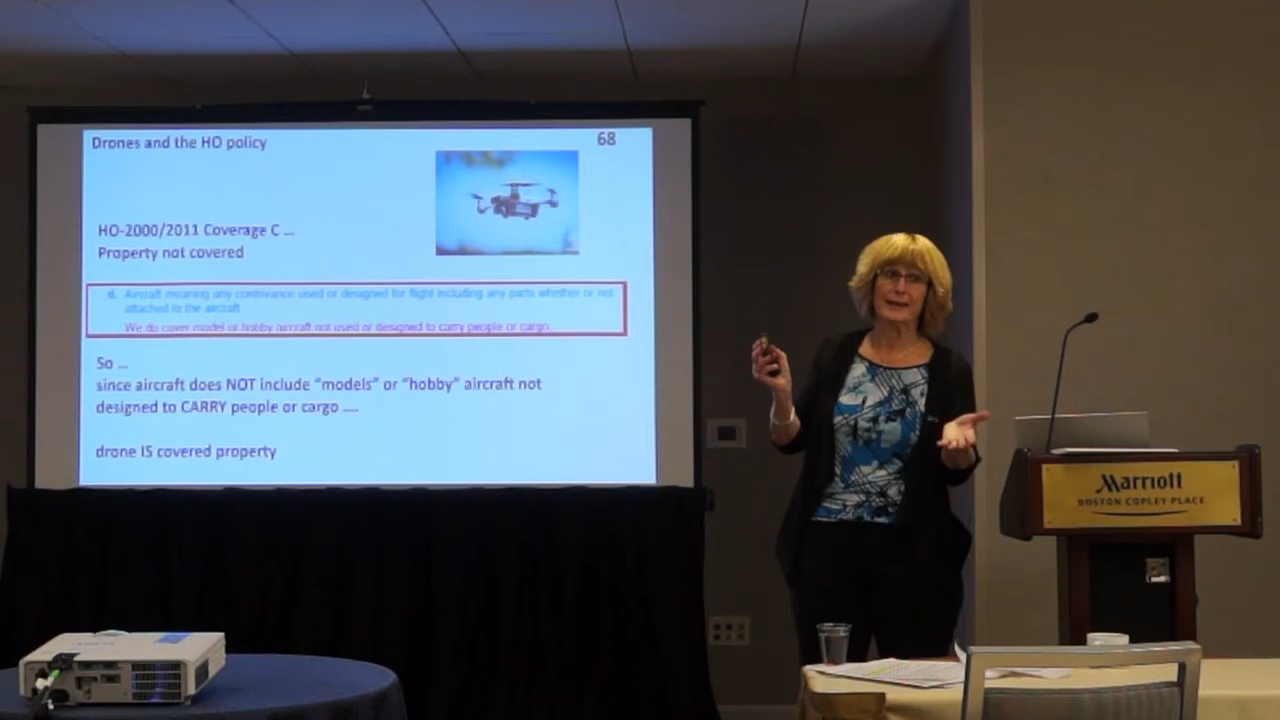 Drones and the HO policy
68
HO-2000/2011 Coverage C ...
Property not covered
d. Aircraft meaning any contrivance used or designed for flight including any parts whether or not
attached to the aircraft
We do cover model or hobby aircraft not used or designed to carry people or cargo.
So ...
since aircraft does NOT include "models" or "hobby" aircraft not
designed to CARRY people or cargo .....
drone IS covered property
Marriott
BOSTON COPLEY PLACE